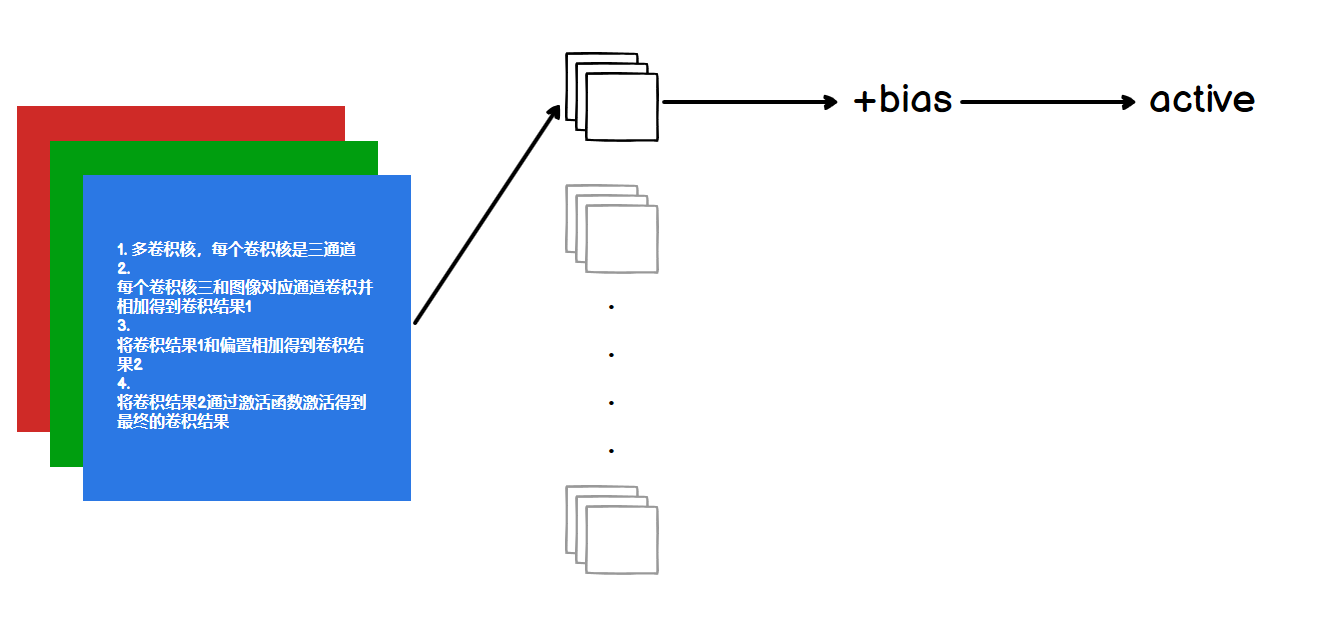 1. 多卷积核，每个卷积核是三通道
2.
每个卷积核三和图像对应通道卷积并
相加得到卷积结果1
3.
将卷积结果1和偏置相加得到卷积结
果2
4.
将卷积结果2通过激活函数激活得到
最终的卷积结果
+bias
active